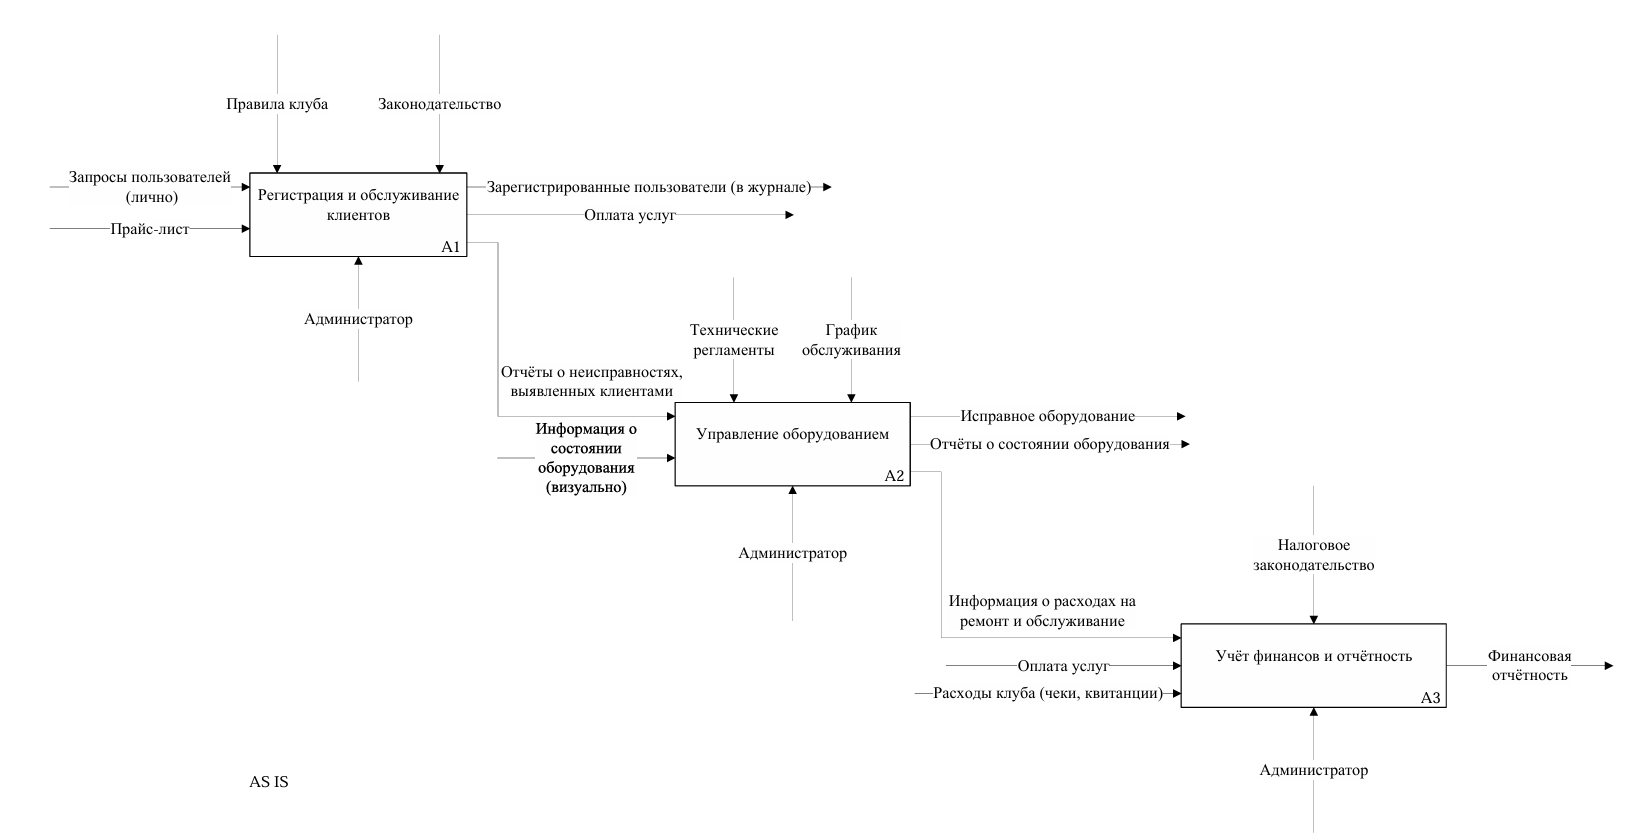 Правила клуба
Законодательство
Запросы пользователей
(лично)
Прайс-лист
Регистрация и обслуживание
клиентов
A1
Зарегистрированные пользователи (в журнале)
Оплата услуг
Администратор
Технические
регламенты
График
обслуживания
Отчёты о неисправностях,
выявленных клиентами
Информация о
состоянии
оборудования
(визуально)
Управление оборудованием
A2
Исправное оборудование
Отчёты о состоянии оборудования
Администратор
Налоговое
законодательство
Информация о расходах на
ремонт и обслуживание
Оплата услуг
Расходы клуба (чеки, квитанции)
Учёт финансов и отчётность
A3
Финансовая
отчётность
Администратор
AS IS